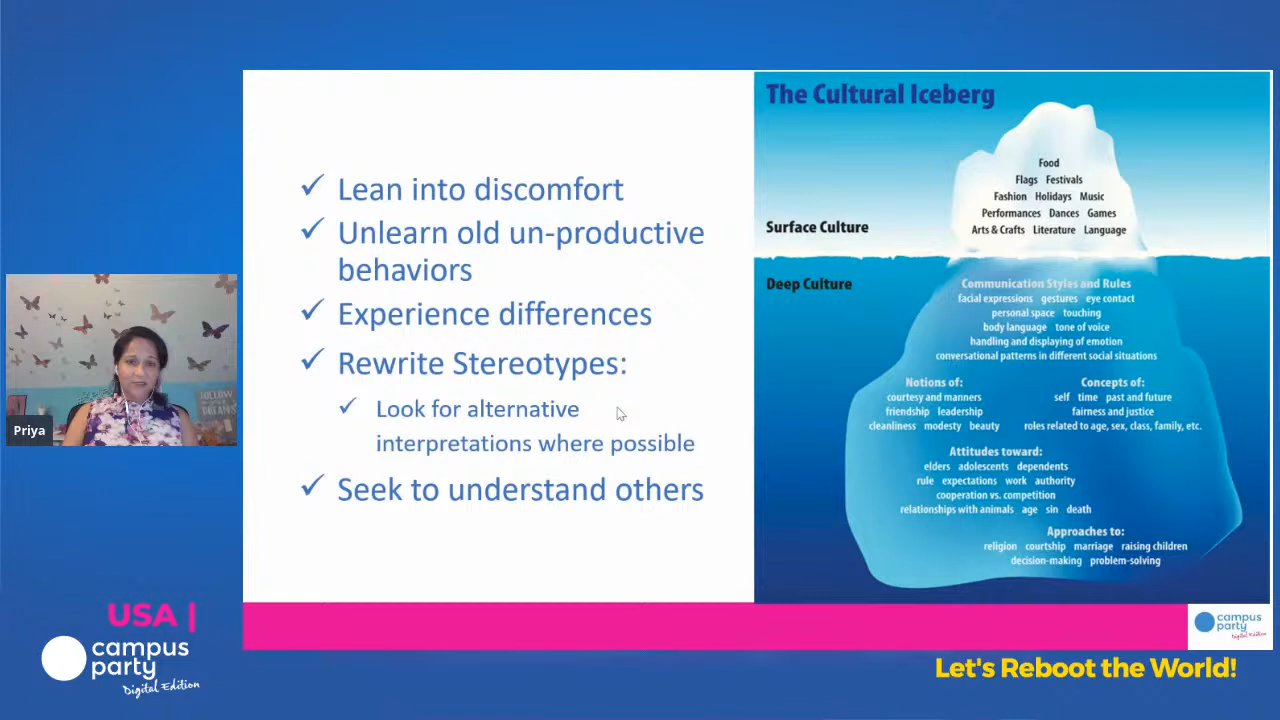 Lean into discomfort
Unlearn old un-productive
behaviors
Experience differences
Rewrite Stereotypes:
Look for alternative
interpretations where possible
Seek to understand others
The Cultural Iceberg
Food
Flags Festivals
Fashion Holidays Music
Performances Dances Games
Arts & Crafts Literature Language
Surface Culture
Deep Culture
Communication Styles and Rules
facial expressions gestures eye contact
personal space touching
body language tone of voice
handling and displaying of emotion
conversational patterns in different social situations
Notions of:
courtesy and manners
friendship leadership
cleanliness modesty beauty
Concepts of:
self time past and future
fairness and justice
roles related to age, sex, class, family, etc.
Attitudes toward:
elders adolescents dependents
rule expectations work authority
cooperation vs. competition
relationships with animals age sin death
Approaches to:
religion courtship marriage raising children
decision-making problem-solving
FOLLOW
DREAMS
Priya
USA |
campus
party
Digital Edition
campus
party
Digital Edition
Let's Reboot the World!